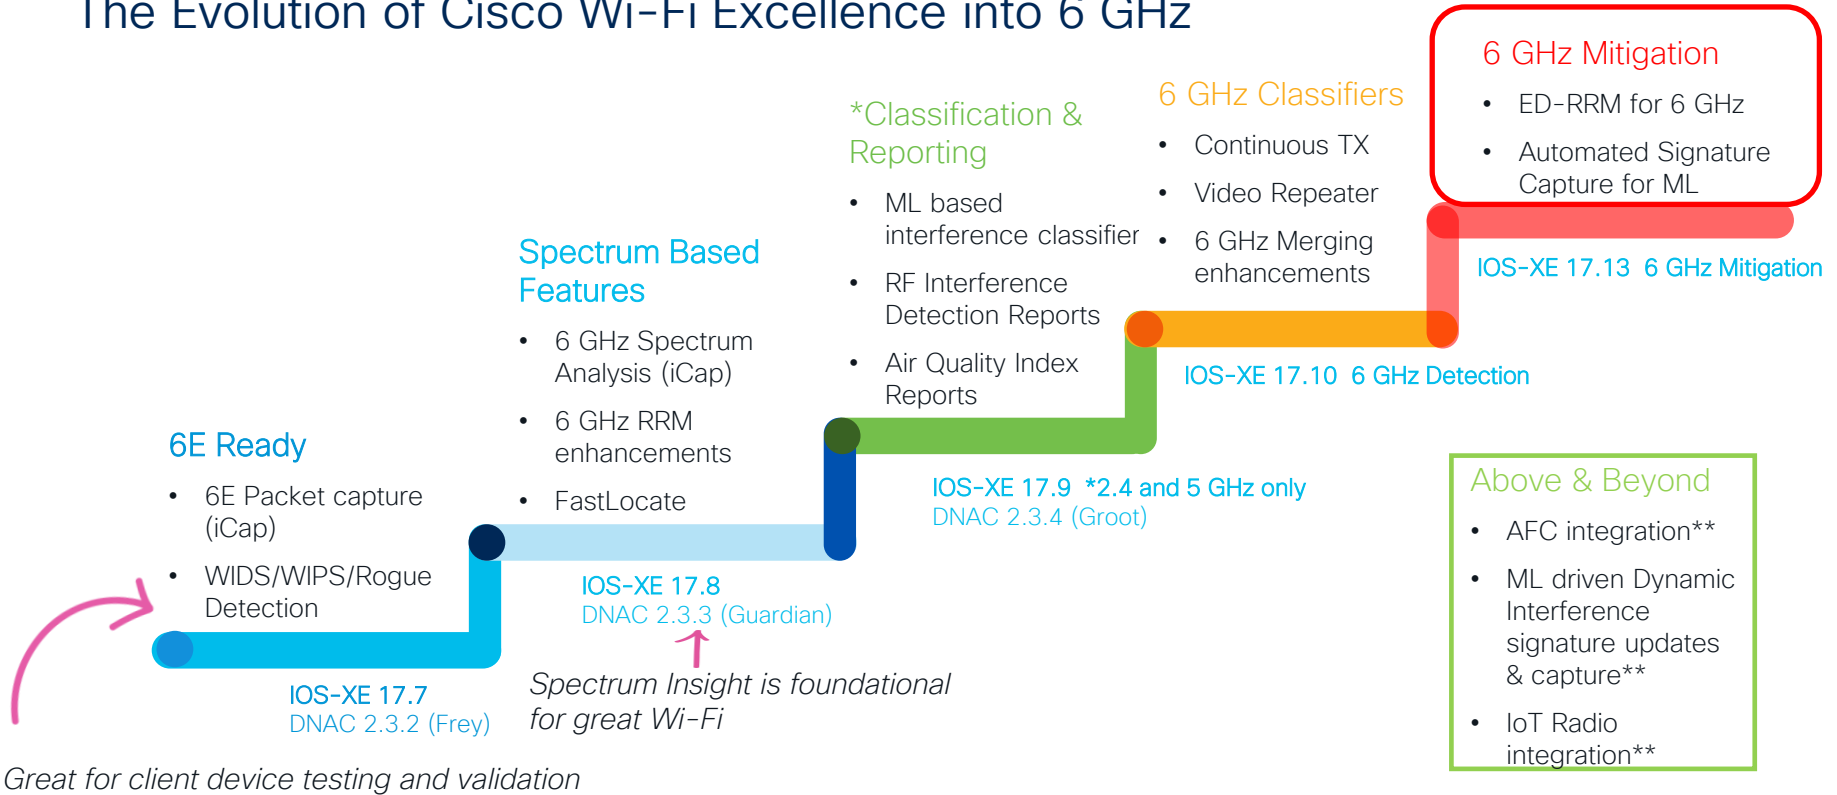 The Evolution of Cisco Wi-Fi Excellence into 6 GHz
6E Ready
• 6E Packet capture
(iCap)
• WIDS/WIPS/Rogue
Detection
IOS-XE 17.7
DNAC 2.3.2 (Frey)
Great for client device testing and validation
Spectrum Based
Features
• 6 GHz Spectrum
Analysis (iCap)
• 6 GHz RRM
enhancements
• FastLocate
IOS-XE 17.8
DNAC 2.3.3 (Guardian)
Spectrum Insight is foundational
for great Wi-Fi
*Classification &
Reporting
• ML based
interference classifier
• RF Interference
Detection Reports
• Air Quality Index
Reports
IOS-XE 17.9 *2.4 and 5 GHz only
DNAC 2.3.4 (Groot)
6 GHz Classifiers
• Continuous TX
• Video Repeater
• 6 GHz Merging
enhancements
IOS-XE 17.10 6 GHz Detection
6 GHz Mitigation
• ED-RRM for 6 GHz
• Automated Signature
Capture for ML
IOS-XE 17.13 6 GHz Mitigation
Above & Beyond
• AFC integration**
• ML driven Dynamic
Interference
signature updates
& capture**
• IoT Radio
integration**